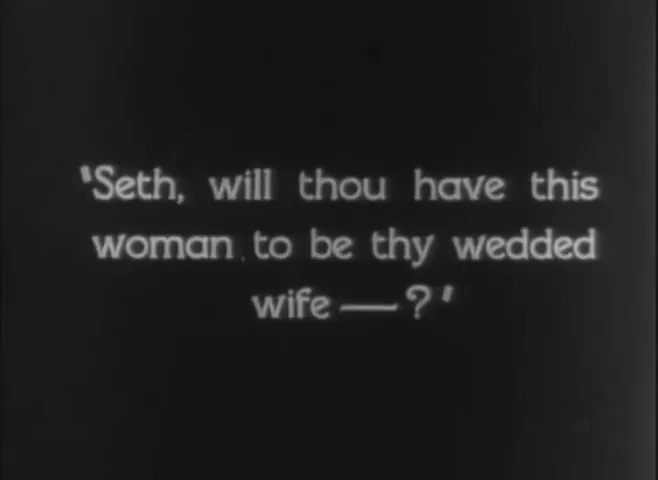 'Seth, will thou have this
woman to be thy wedded
wife — ?'